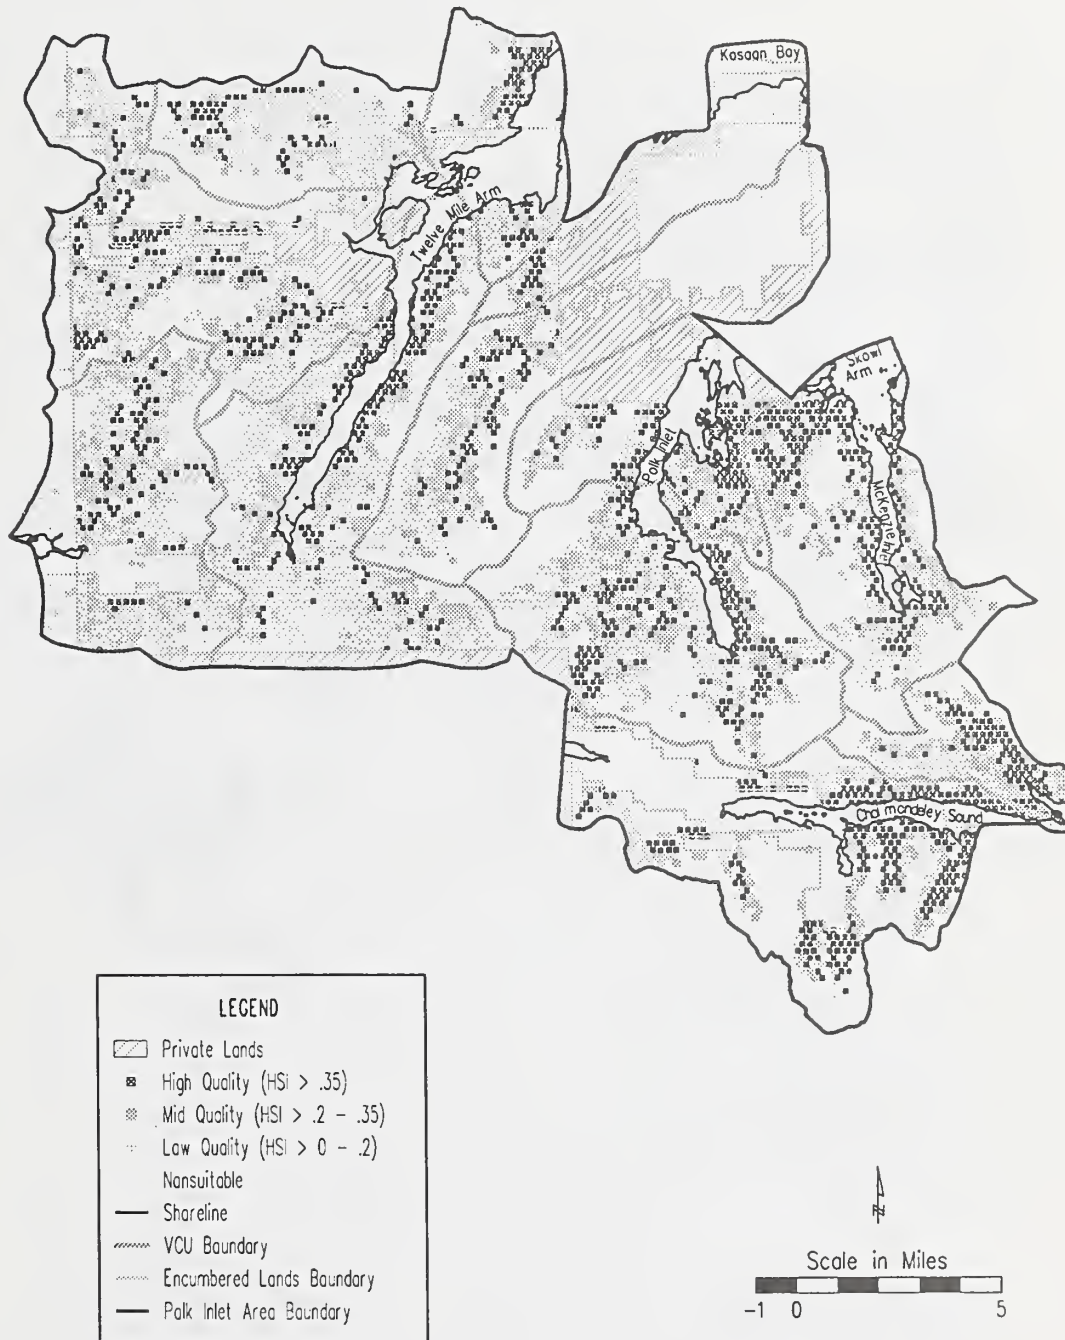 Kasaan Bay
Twelve Mile Arm
Skowl
Arm
Polk Inlet
McKenzie Inlet
Cholmondeley Sound
LEGEND
Private Lands
High Quality (HSI > .35)
Mid Quality (HSI > .2 - .35)
Low Quality (HSI > 0 - .2)
Nonsuitable
Shoreline
VCU Boundary
Encumbered Lands Boundary
Polk Inlet Area Boundary
N
Scale in Miles
-1 0 5